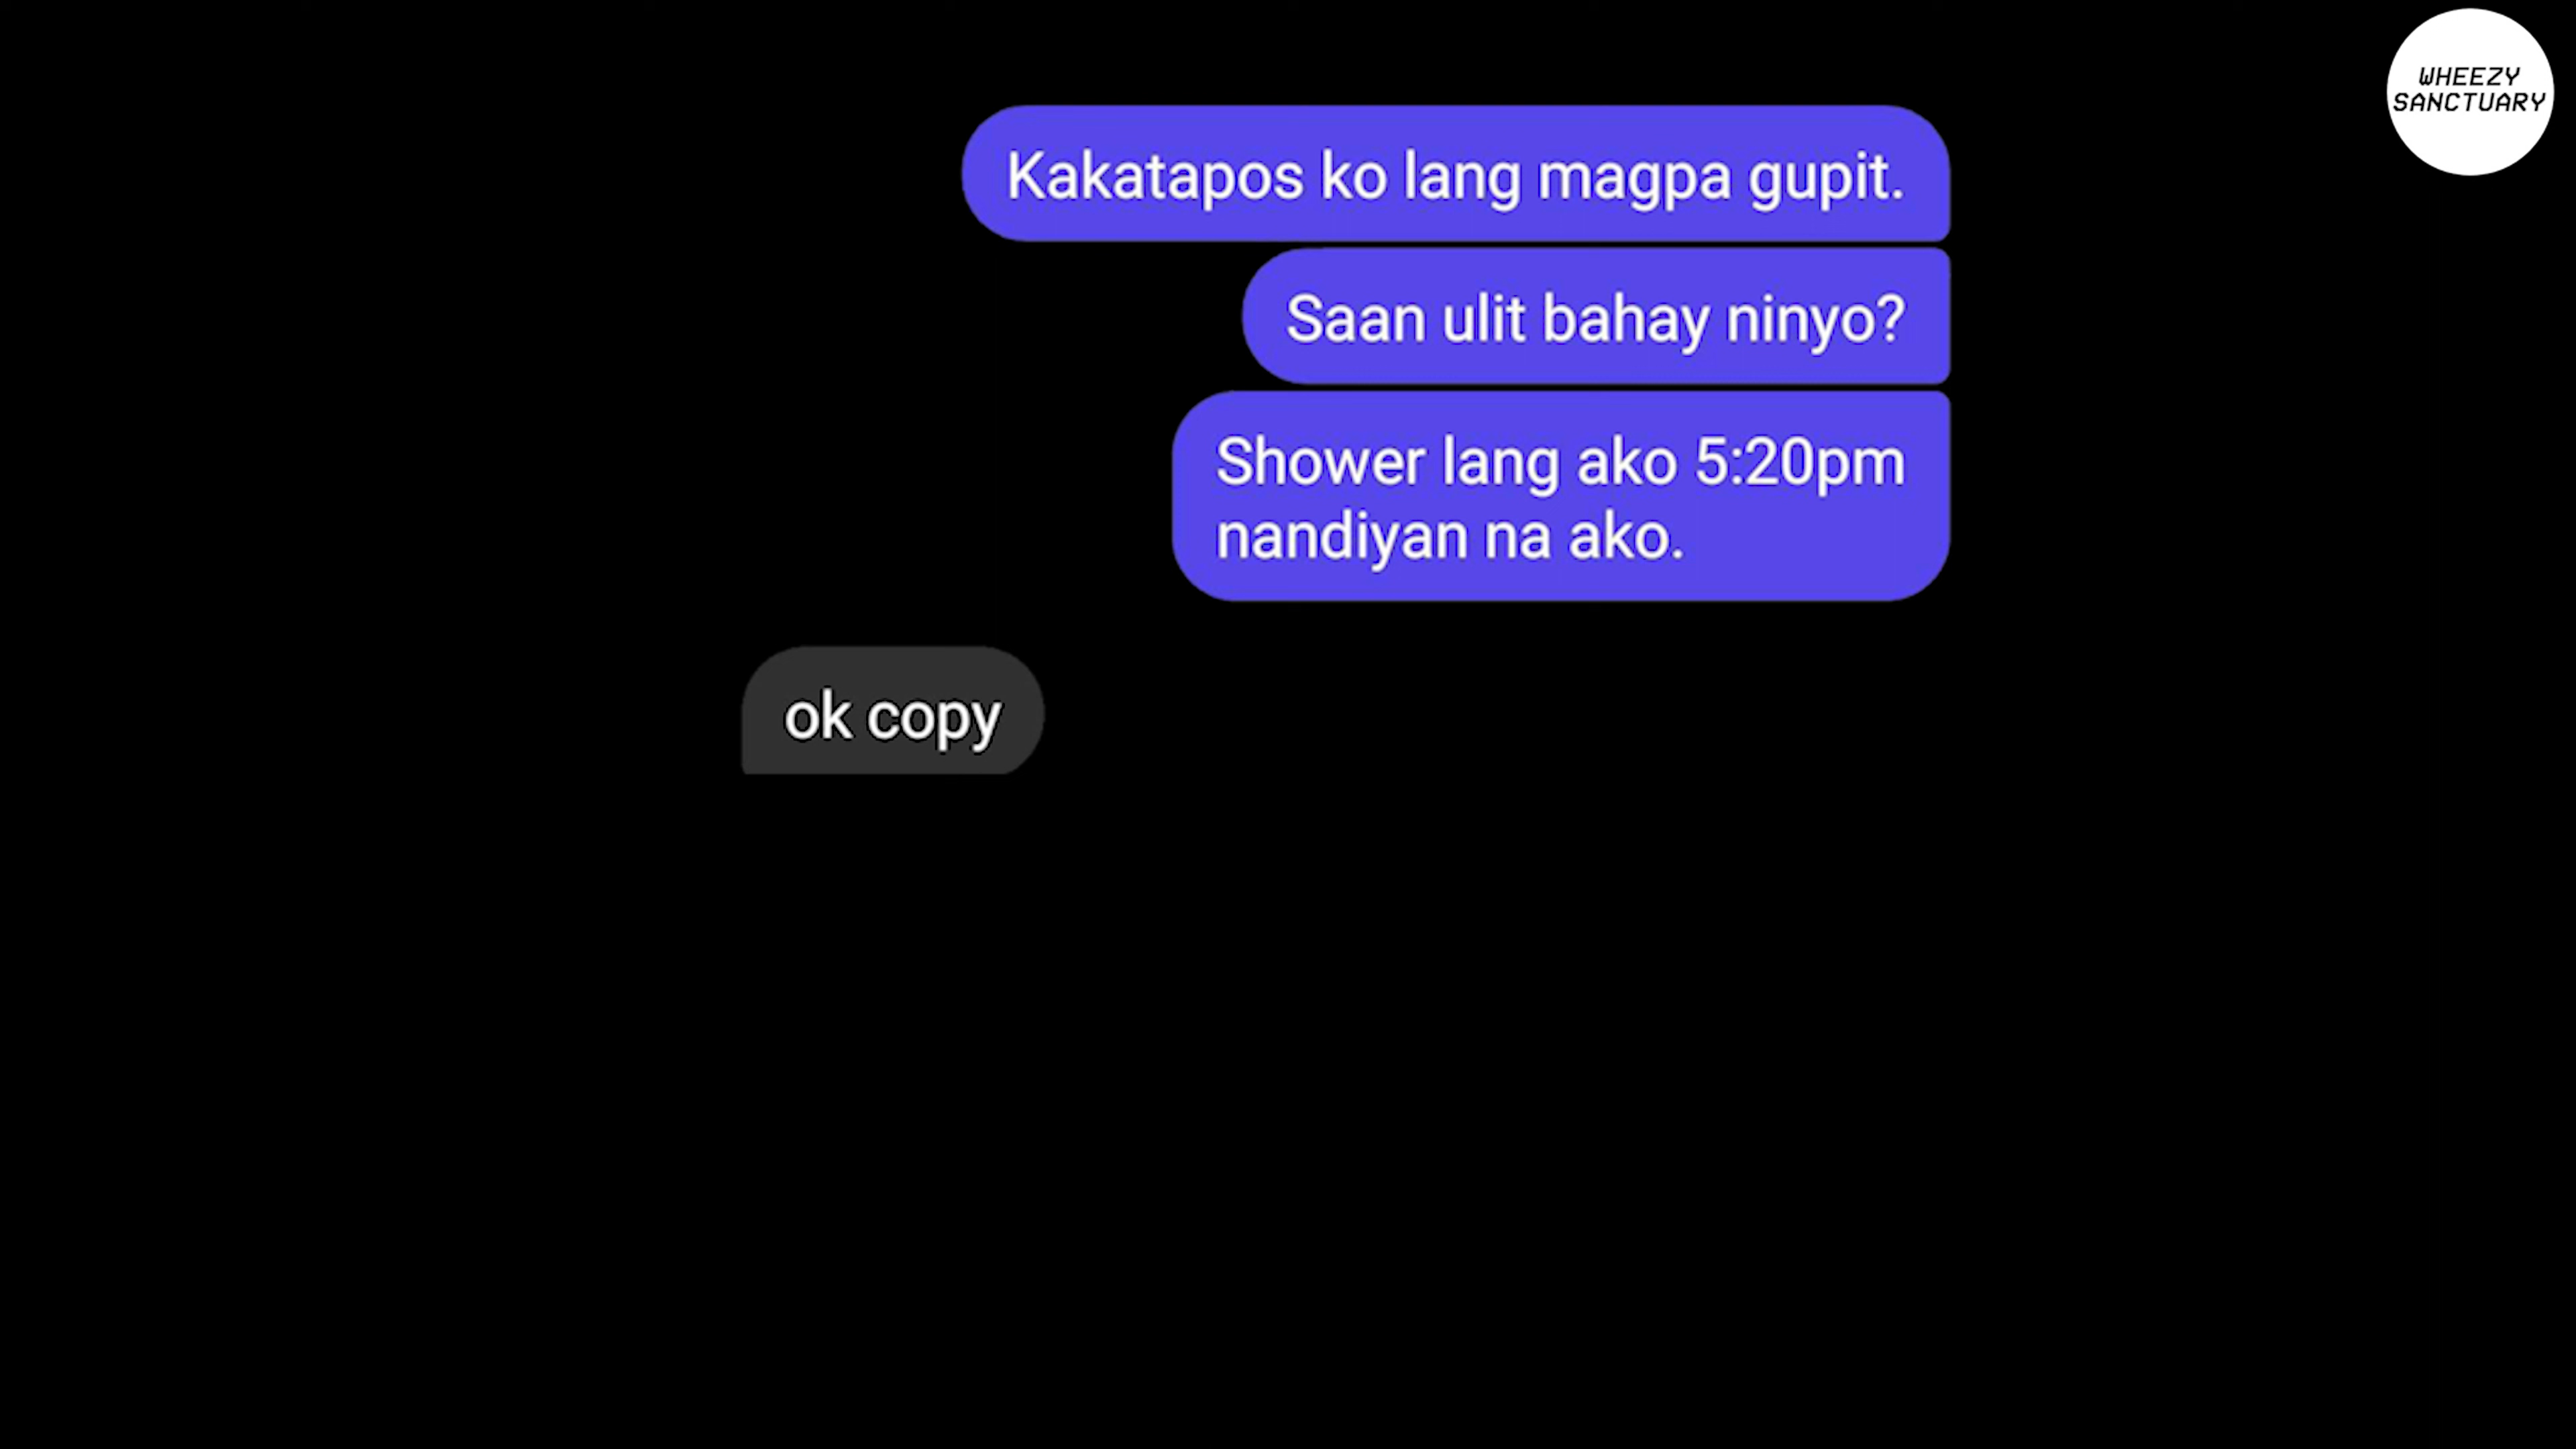 WHEEZY
SANCTUARY
Kakatapos ko lang magpa gupit.
Saan ulit bahay ninyo?
Shower lang ako 5:20pm
nandiyan na ako.
ok copy